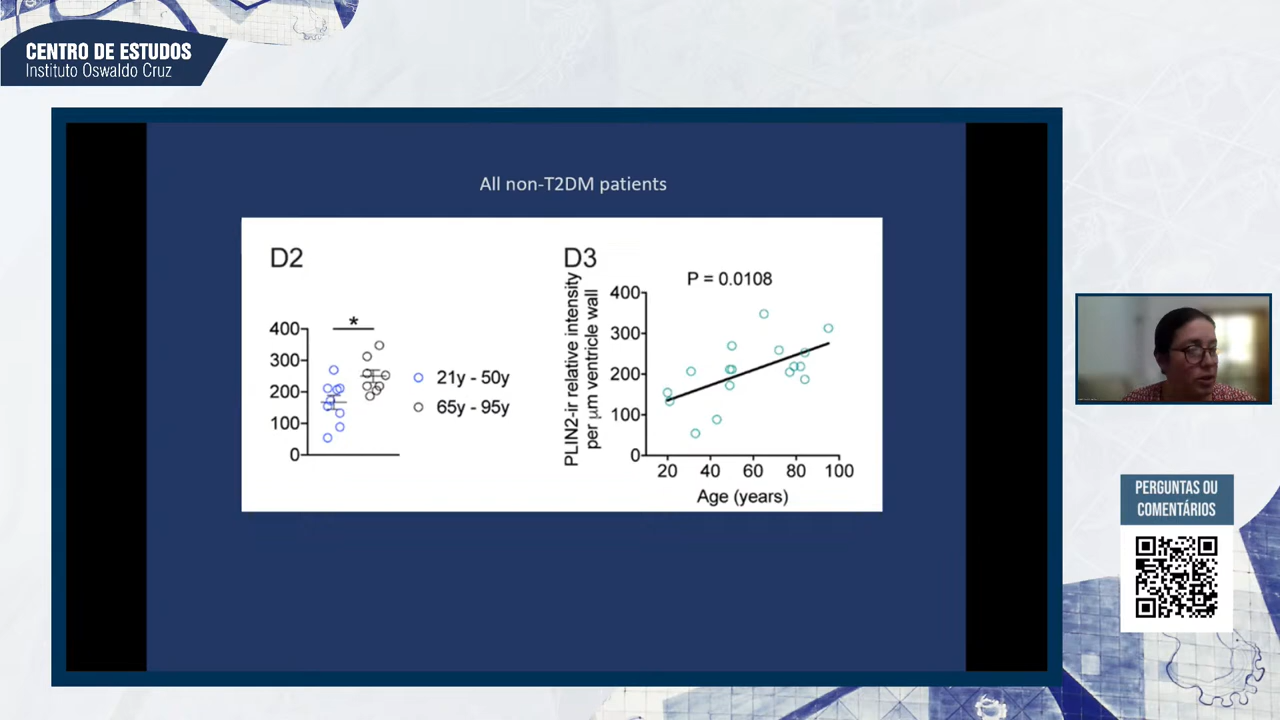 CENTRO DE ESTUDOS
Instituto Oswaldo Cruz
All non-T2DM patients
D2
*
400
300
200
100
0
21y - 50y
65y - 95y
D3
P = 0.0108
PLIN2-ir relative intensity
per µm ventricle wall
400
300
200
100
0
20 40 60 80 100
Age (years)
PERGUNTAS OU
COMENTÁRIOS